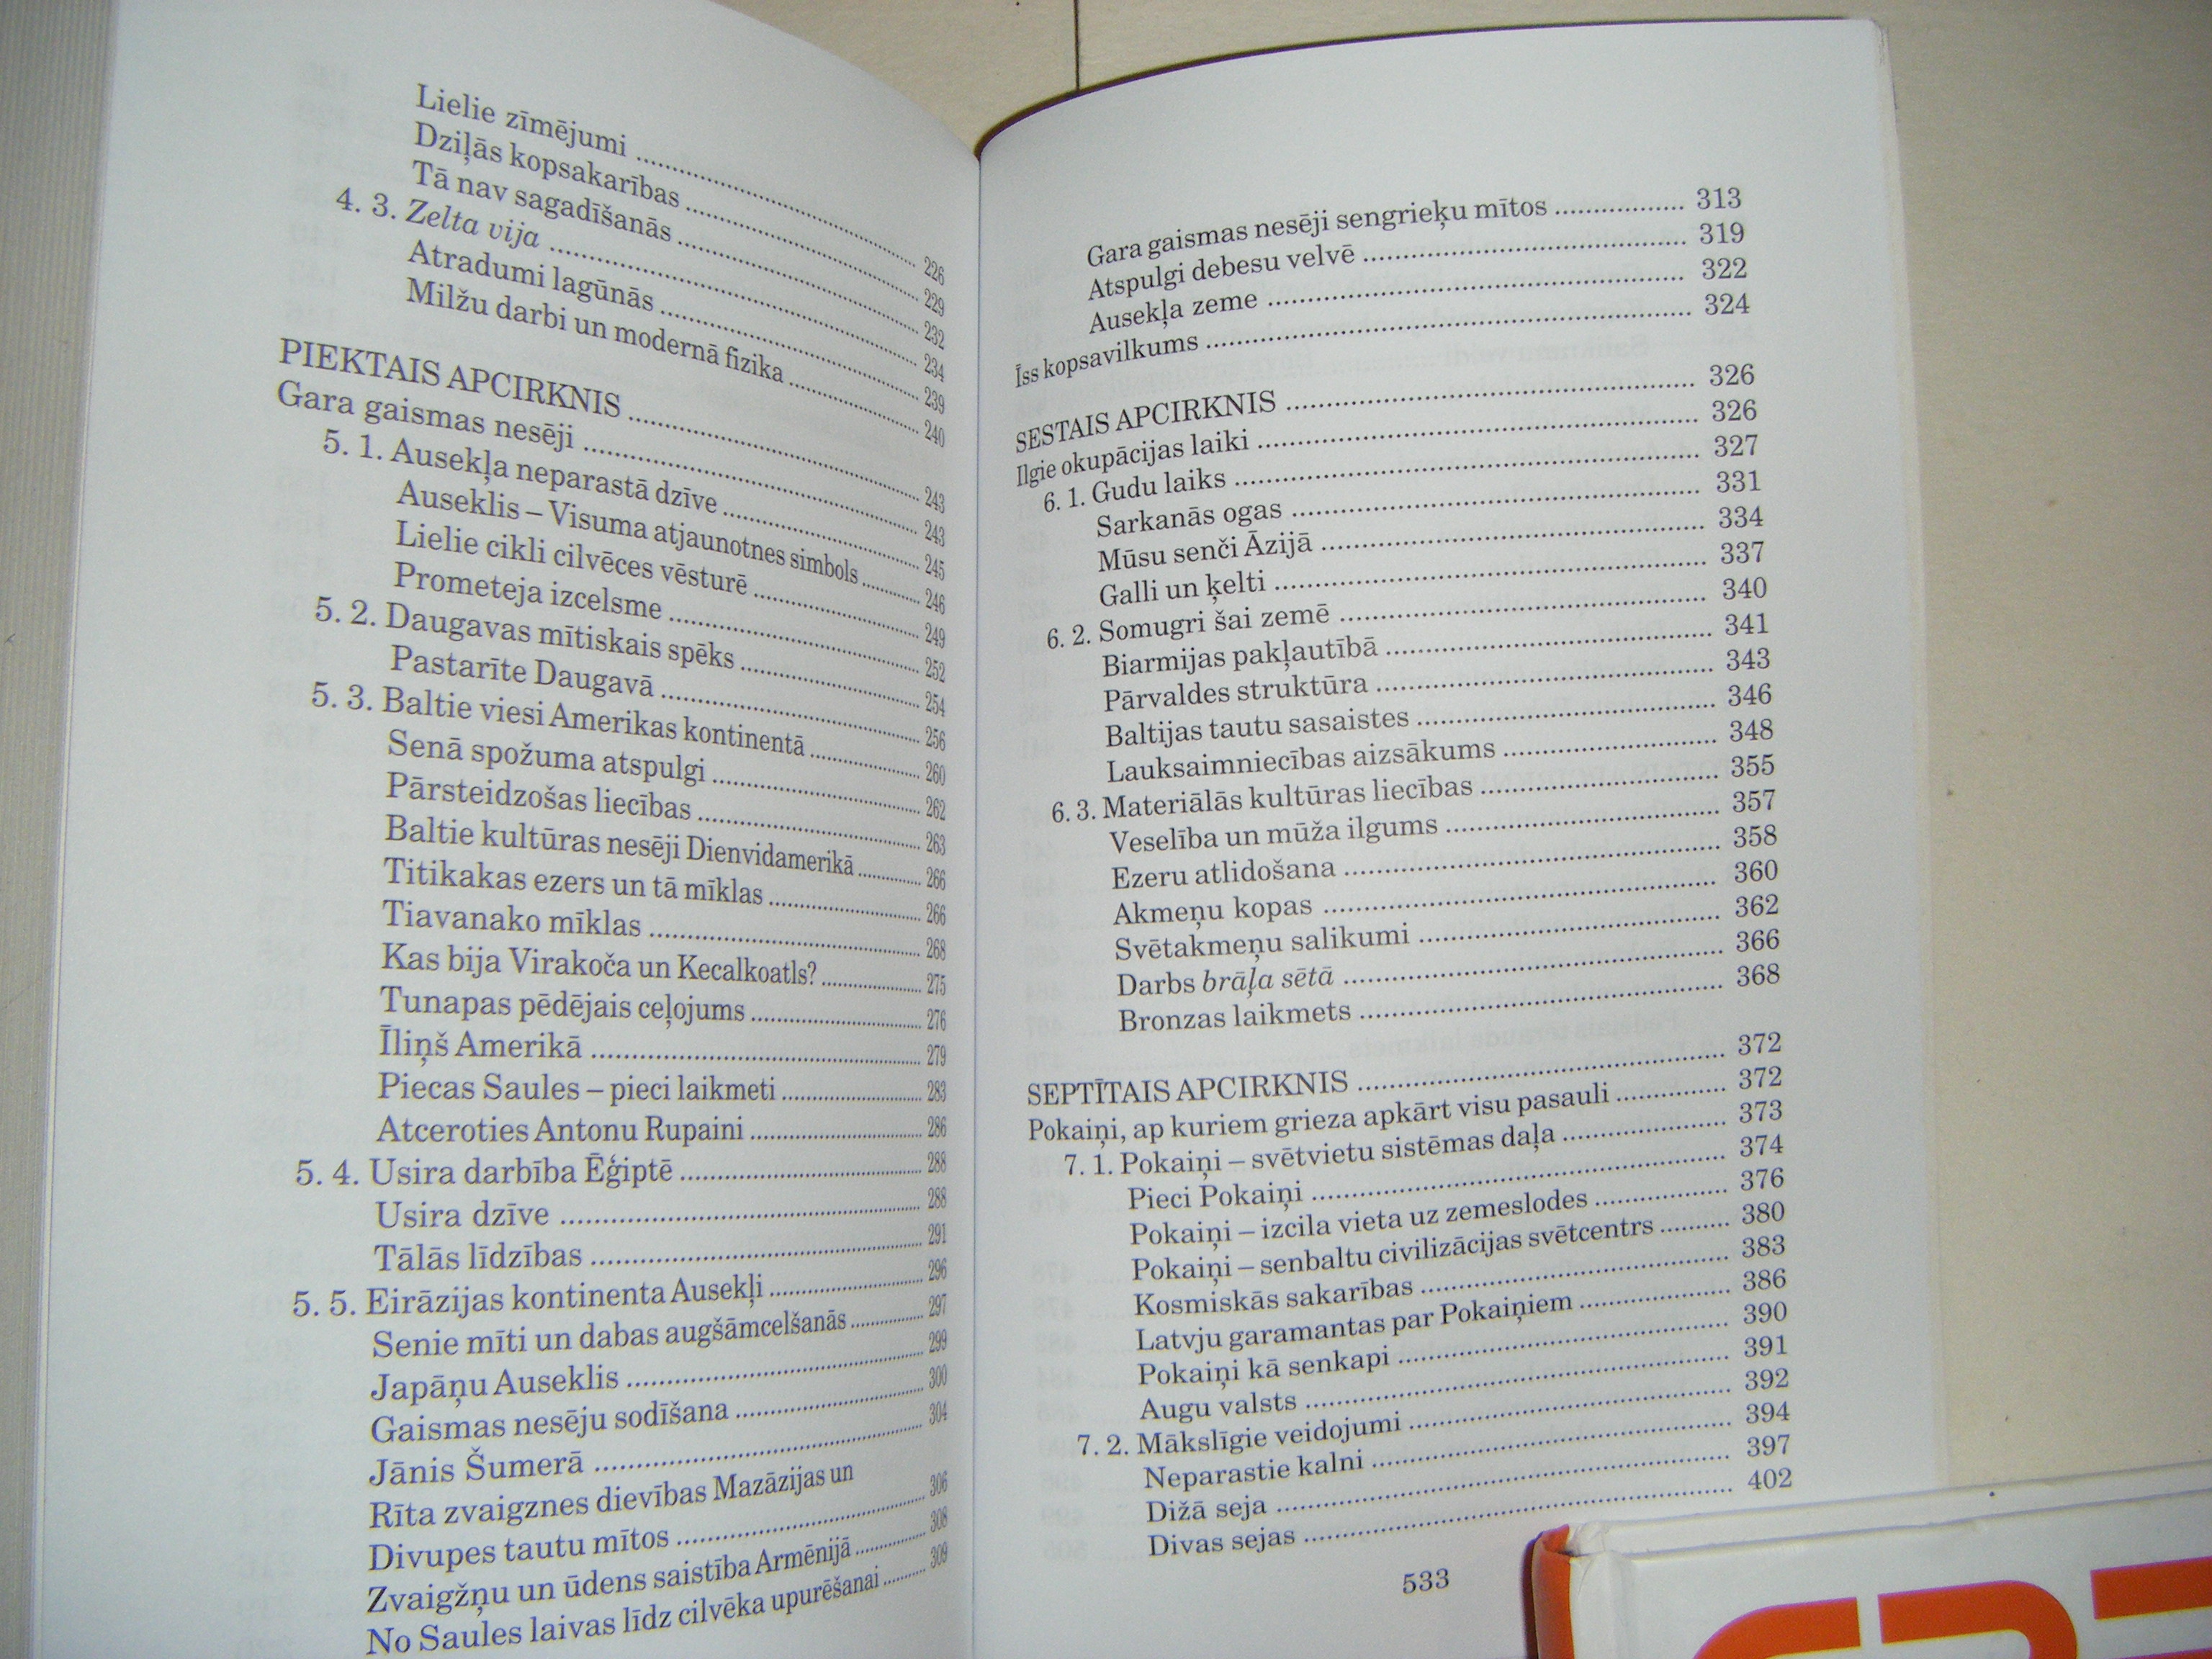 Lielie zīmējumi ........ 226
Dziļās kopsakarības ........ 229
Tā nav sagadīšanās ........ 232
4. 3. Zelta vija ........ 234
Atradumi lagūnās ........ 239
Milžu darbi un modernā fizika ........ 240
PIEKTAIS APCIRKNIS ........ 243
Gara gaismas nesēji ........ 243
5. 1. Ausekļa neparastā dzīve ........ 245
Auseklis – Visuma atjaunotnes simbols ........ 246
Lielie cikli cilvēces vēsturē ........ 249
Prometeja izcelsme ........ 252
5. 2. Daugavas mītiskais spēks ........ 254
Pastarīte Daugavā ........ 256
5. 3. Baltie viesi Amerikas kontinentā ........ 260
Senā spožuma atspulgi ........ 262
Pārsteidzošas liecības ........ 263
Baltie kultūras nesēji Dienvidamerikā ........ 266
Titikakas ezers un tā mīklas ........ 266
Tiavanako mīklas ........ 268
Kas bija Virakoča un Kecalkoatls? ........ 275
Tunapas pēdējais ceļojums ........ 276
Īliņš Amerikā ........ 279
Piecas Saules – pieci laikmeti ........ 283
Atceroties Antonu Rupaini ........ 286
5. 4. Usira darbība Ēģiptē ........ 288
Usira dzīve ........ 288
Tālās līdzības ........ 291
5. 5. Eirāzijas kontinenta Ausekļi ........ 296
Senie mīti un dabas augšāmcelšanās ........ 297
Japāņu Auseklis ........ 299
Gaismas nesēju sodīšana ........ 300
Jānis Šumerā ........ 304
Rīta zvaigznes dievības Mazāzijas un
Divupes tautu mītos ........ 306
Zvaigžņu un ūdens saistība Armēnijā ........ 308
No Saules laivas līdz cilvēka upurēšanai ........ 309
Gara gaismas nesēji sengrieķu mītos ........ 313
Atspulgi debesu velvē ........ 319
Ausekļa zeme ........ 322
Īss kopsavilkums ........ 324
SESTAIS APCIRKNIS ........ 326
Ilgie okupācijas laiki ........ 326
6. 1. Gudu laiks ........ 327
Sarkanās ogas ........ 331
Mūsu senči Āzijā ........ 334
Galli un ķelti ........ 337
6. 2. Somugri šai zemē ........ 340
Biarmijas pakļautībā ........ 341
Pārvaldes struktūra ........ 343
Baltijas tautu sasaistes ........ 346
Lauksaimniecības aizsākums ........ 348
6. 3. Materiālās kultūras liecības ........ 355
Veselība un mūža ilgums ........ 357
Ezeru atlidošana ........ 358
Akmeņu kopas ........ 360
Svētakmeņu salikumi ........ 362
Darbs brāļa sētā ........ 366
Bronzas laikmets ........ 368
SEPTĪTAIS APCIRKNIS ........ 372
Pokaiņi, ap kuriem grieza apkārt visu pasauli ........ 372
7. 1. Pokaiņi – svētvietu sistēmas daļa ........ 373
Pieci Pokaiņi ........ 374
Pokaiņi – izcila vieta uz zemeslodes ........ 376
Pokaiņi – senbaltu civilizācijas svētcentrs ........ 380
Kosmiskās sakarības ........ 383
Latvju garamantas par Pokaiņiem ........ 386
Pokaiņi kā senkapi ........ 390
Augu valsts ........ 391
7. 2. Mākslīgie veidojumi ........ 392
Neparastie kalni ........ 394
Dižā seja ........ 397
Divas sejas ........ 402
533